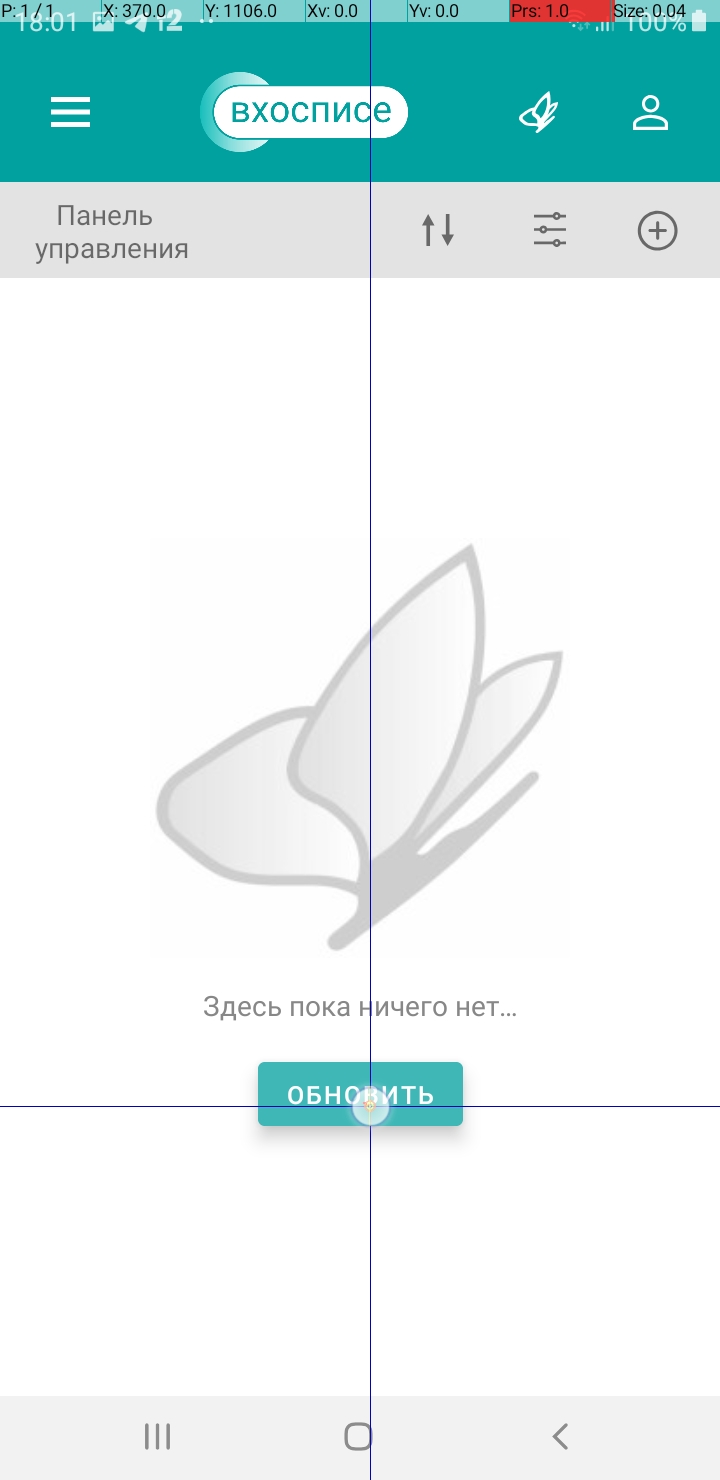 P: 1 / 1 X: 370.0 Y: 1106.0 Xv: 0.0 Yv: 0.0 Prs: 1.0 Size: 0.04
18:01 100%
вхосписе
Панель
управления
Здесь пока ничего нет...
ОБНОВИТЬ